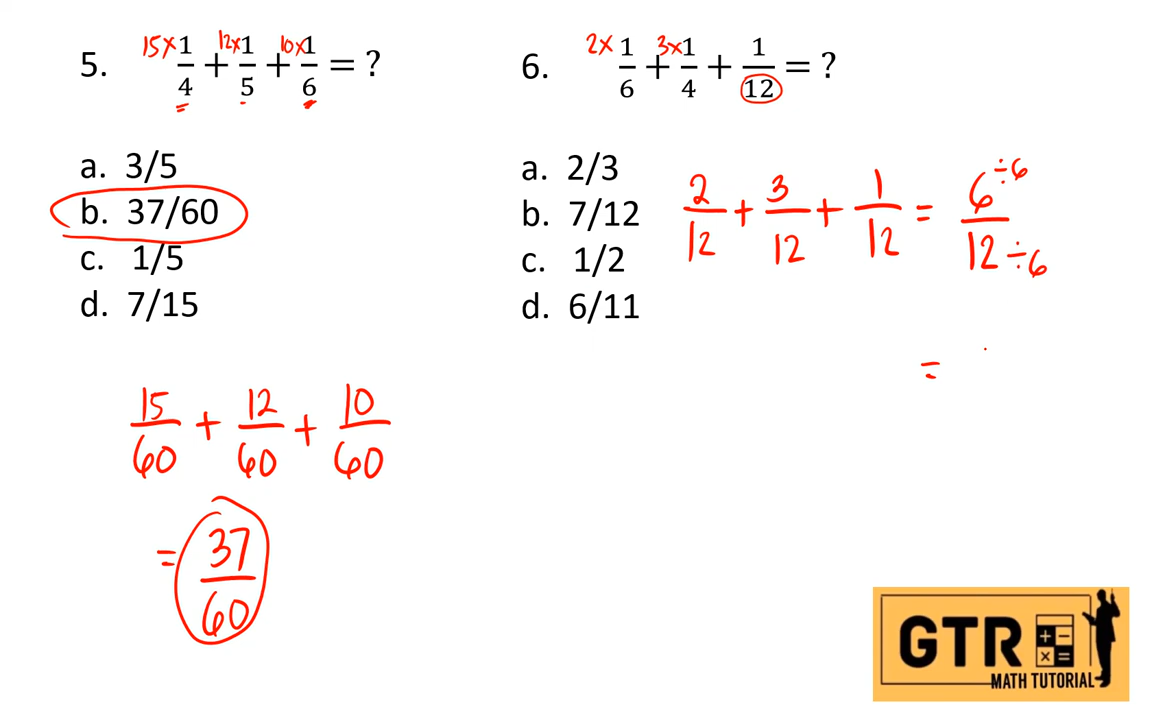 5. 15× 1/4 + 12× 1/5 + 10× 1/6 = ?
a. 3/5
b. 37/60
c. 1/5
d. 7/15
15/60 + 12/60 + 10/60
= 37/60
6. 2× 1/6 + 3× 1/4 + 1/12 = ?
a. 2/3
b. 7/12
c. 1/2
d. 6/11
2/12 + 3/12 + 1/12 = 6 ÷6 / 12 ÷6
=
GTR
MATH TUTORIAL